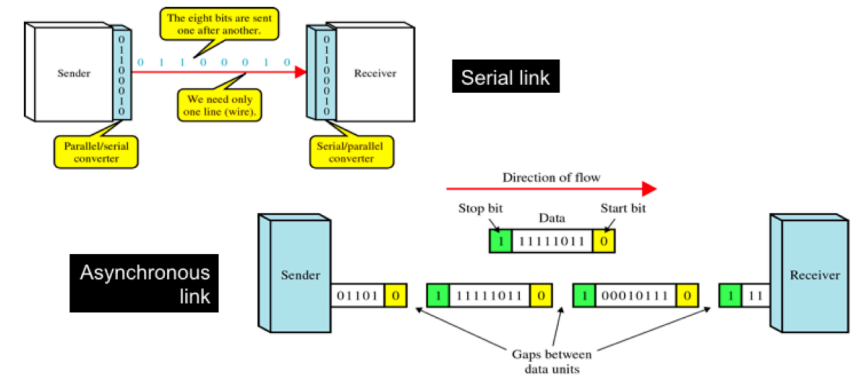 The eight bits are sent
one after another.
0 1 1 0 0 0 1 0
Sender
0
1
1
0
0
0
1
0
We need only
one line (wire).
0
1
1
0
0
0
1
0
Receiver
Parallel/serial
converter
Serial/parallel
converter
Serial link
Direction of flow
Stop bit
Data
Start bit
1 11111011 0
Asynchronous
link
Sender
01101 0
1 11111011 0
1 00010111 0
1 11
Receiver
Gaps between
data units